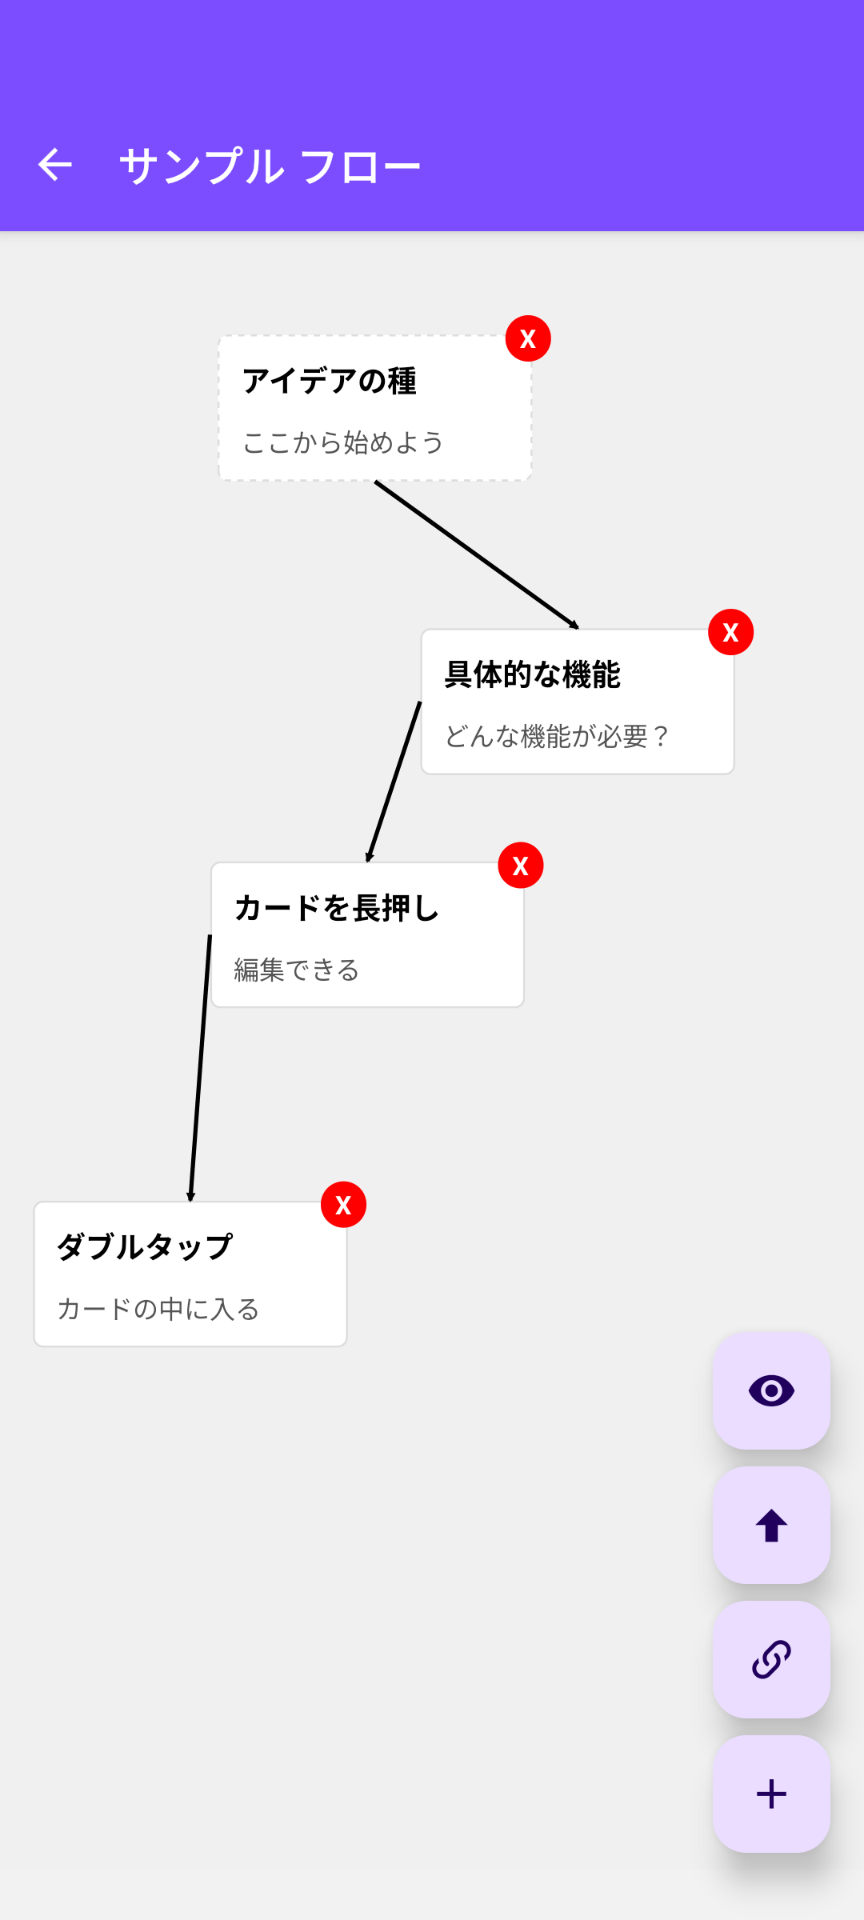 サンプル フロー
X
アイデアの種
ここから始めよう
X
具体的な機能
どんな機能が必要？
X
カードを長押し
編集できる
X
ダブルタップ
カードの中に入る